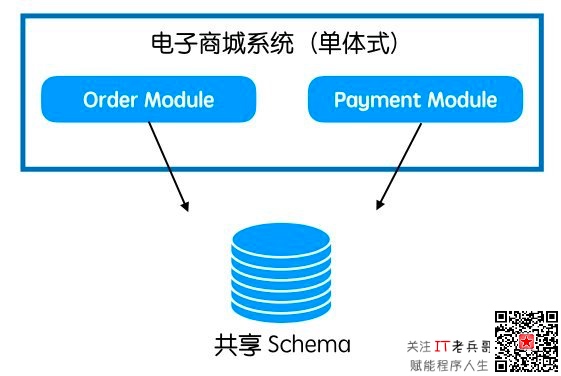 电子商城系统（单体式）
Order Module
Payment Module
共享 Schema
关注 IT老兵哥
赋能程序人生